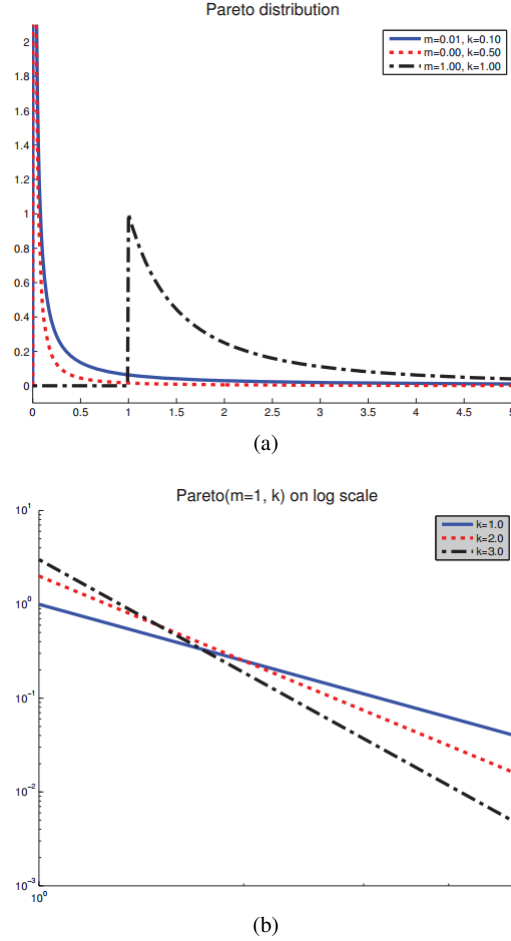 Pareto distribution
m=0.01, k=0.10
m=0.00, k=0.50
m=1.00, k=1.00
2
1.8
1.6
1.4
1.2
1
0.8
0.6
0.4
0.2
0
0 0.5 1 1.5 2 2.5 3 3.5 4 4.5 5
(a)
Pareto(m=1, k) on log scale
k=1.0
k=2.0
k=3.0
10¹
10⁰
10⁻¹
10⁻²
10⁻³
10⁰
(b)